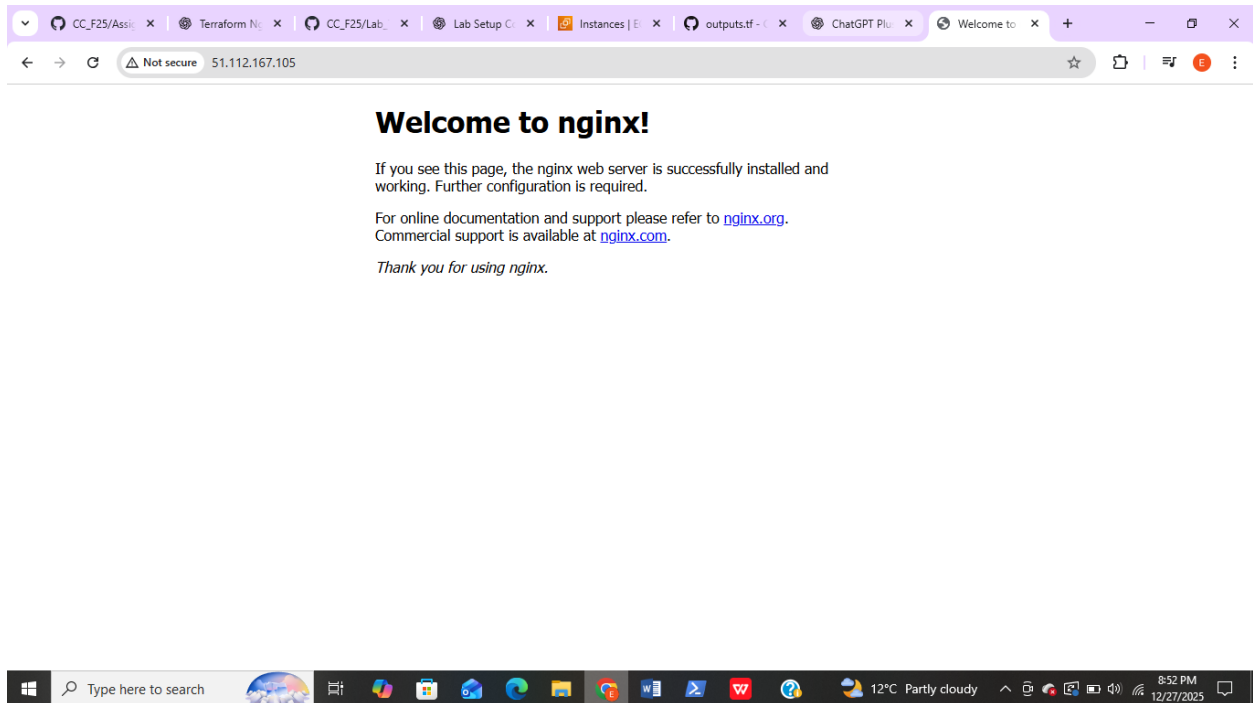 CC_F25/Assig
Terraform Ng
CC_F25/Lab_
Lab Setup Co
Instances | E
outputs.tf - C
ChatGPT Plus
Welcome to
Not secure
51.112.167.105
E
Welcome to nginx!
If you see this page, the nginx web server is successfully installed and
working. Further configuration is required.
For online documentation and support please refer to nginx.org.
Commercial support is available at nginx.com.
Thank you for using nginx.
Type here to search
12°C Partly cloudy
8:52 PM
12/27/2025